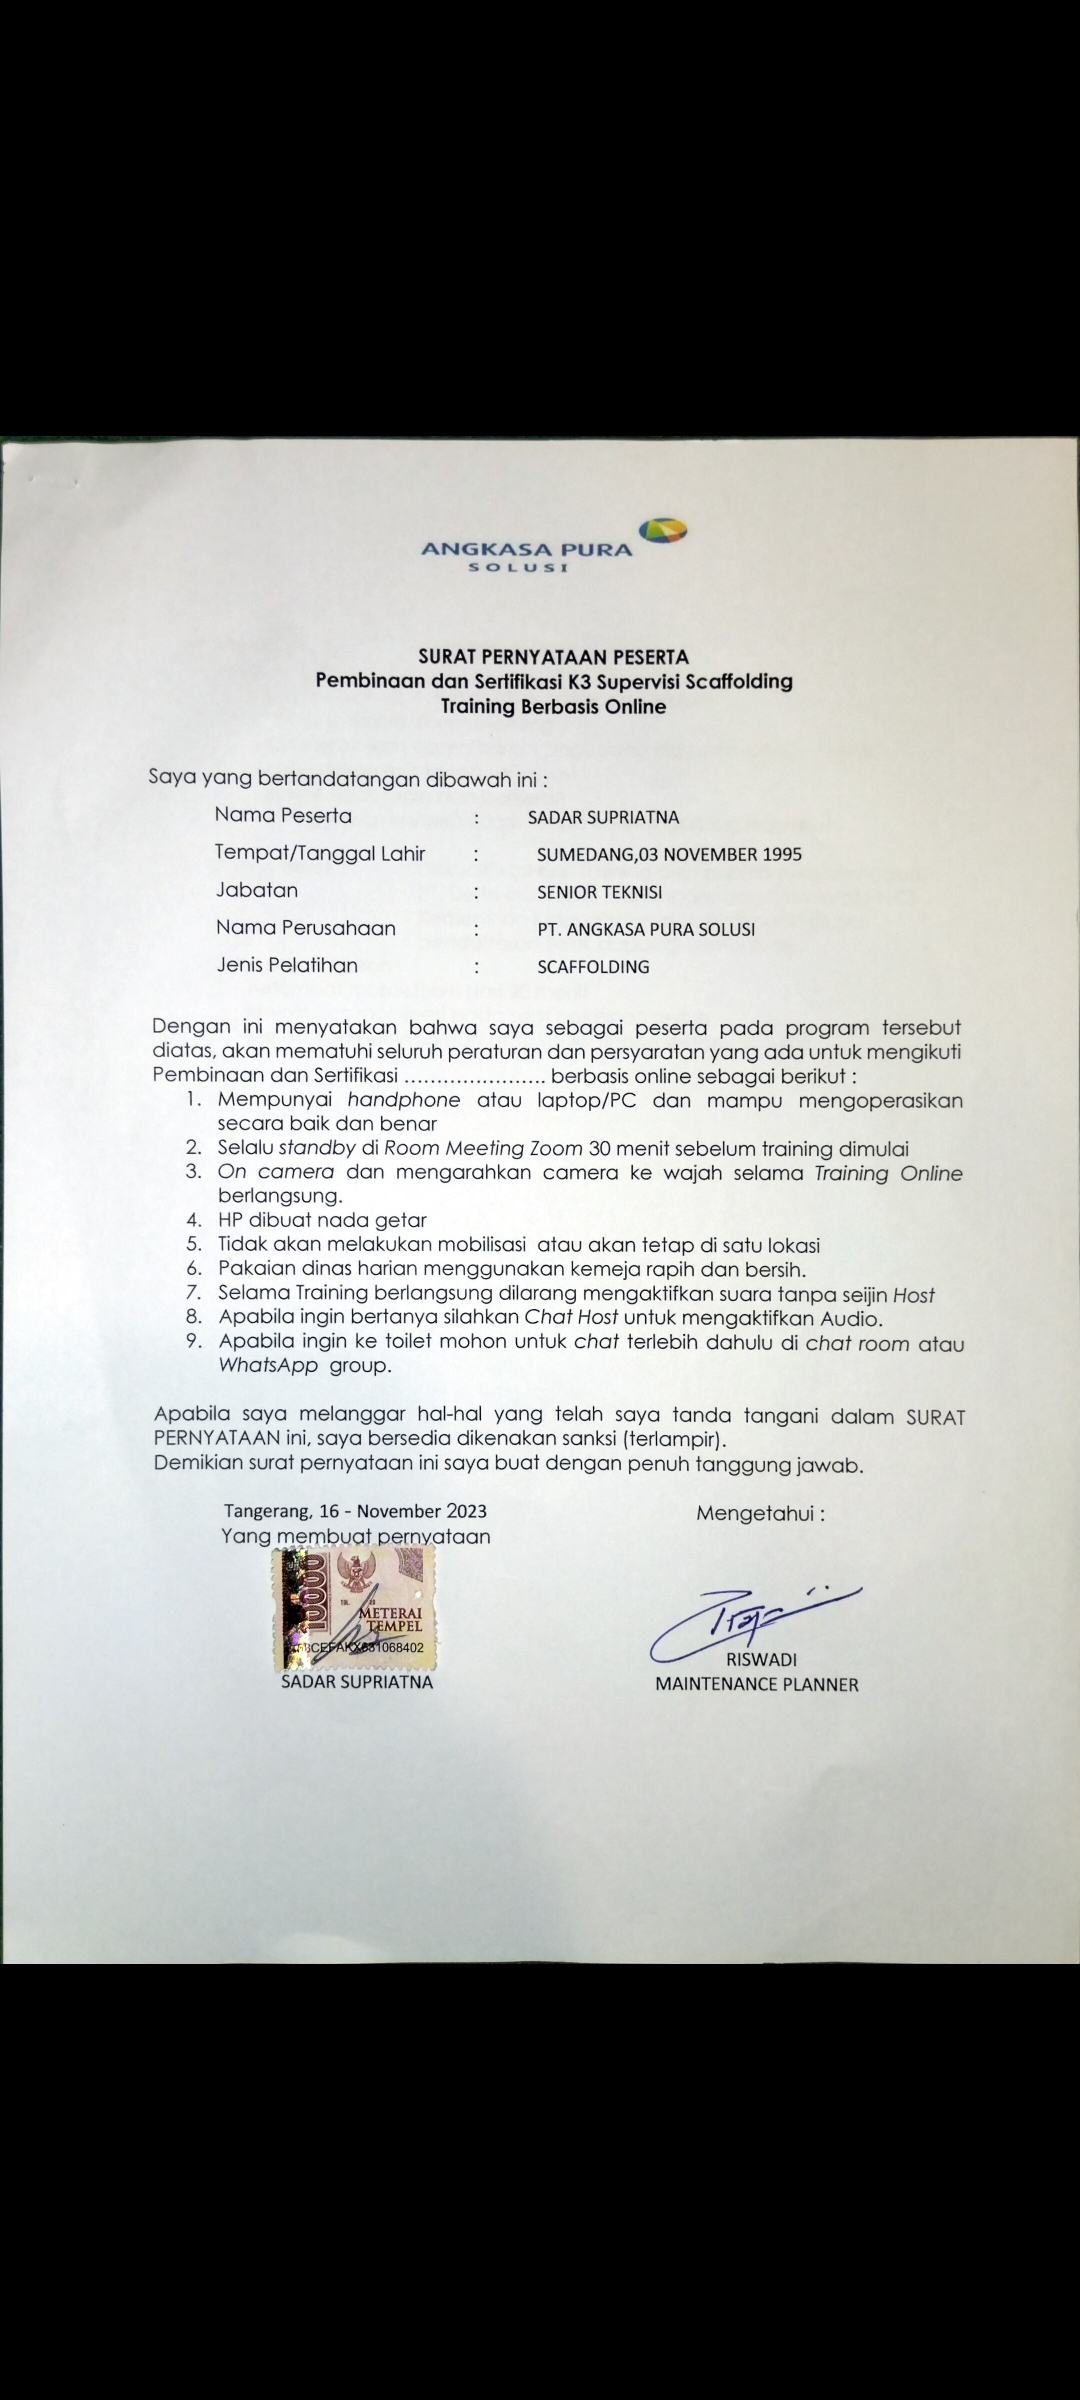 ANGKASA PURA
SOLUSI
SURAT PERNYATAAN PESERTA
Pembinaan dan Sertifikasi K3 Supervisi Scaffolding
Training Berbasis Online
Saya yang bertandatangan dibawah ini :
Nama Peserta : SADAR SUPRIATNA
Tempat/Tanggal Lahir : SUMEDANG,03 NOVEMBER 1995
Jabatan : SENIOR TEKNISI
Nama Perusahaan : PT. ANGKASA PURA SOLUSI
Jenis Pelatihan : SCAFFOLDING
Dengan ini menyatakan bahwa saya sebagai peserta pada program tersebut
diatas, akan mematuhi seluruh peraturan dan persyaratan yang ada untuk mengikuti
Pembinaan dan Sertifikasi ...................... berbasis online sebagai berikut :
1. Mempunyai handphone atau laptop/PC dan mampu mengoperasikan
secara baik dan benar
2. Selalu standby di Room Meeting Zoom 30 menit sebelum training dimulai
3. On camera dan mengarahkan camera ke wajah selama Training Online
berlangsung.
4. HP dibuat nada getar
5. Tidak akan melakukan mobilisasi atau akan tetap di satu lokasi
6. Pakaian dinas harian menggunakan kemeja rapih dan bersih.
7. Selama Training berlangsung dilarang mengaktifkan suara tanpa seijin Host
8. Apabila ingin bertanya silahkan Chat Host untuk mengaktifkan Audio.
9. Apabila ingin ke toilet mohon untuk chat terlebih dahulu di chat room atau
WhatsApp group.
Apabila saya melanggar hal-hal yang telah saya tanda tangani dalam SURAT
PERNYATAAN ini, saya bersedia dikenakan sanksi (terlampir).
Demikian surat pernyataan ini saya buat dengan penuh tanggung jawab.
Tangerang, 16 - November 2023
Yang membuat pernyataan
10000
METERAI
TEMPEL
SADAR SUPRIATNA
Mengetahui :
RISWADI
MAINTENANCE PLANNER